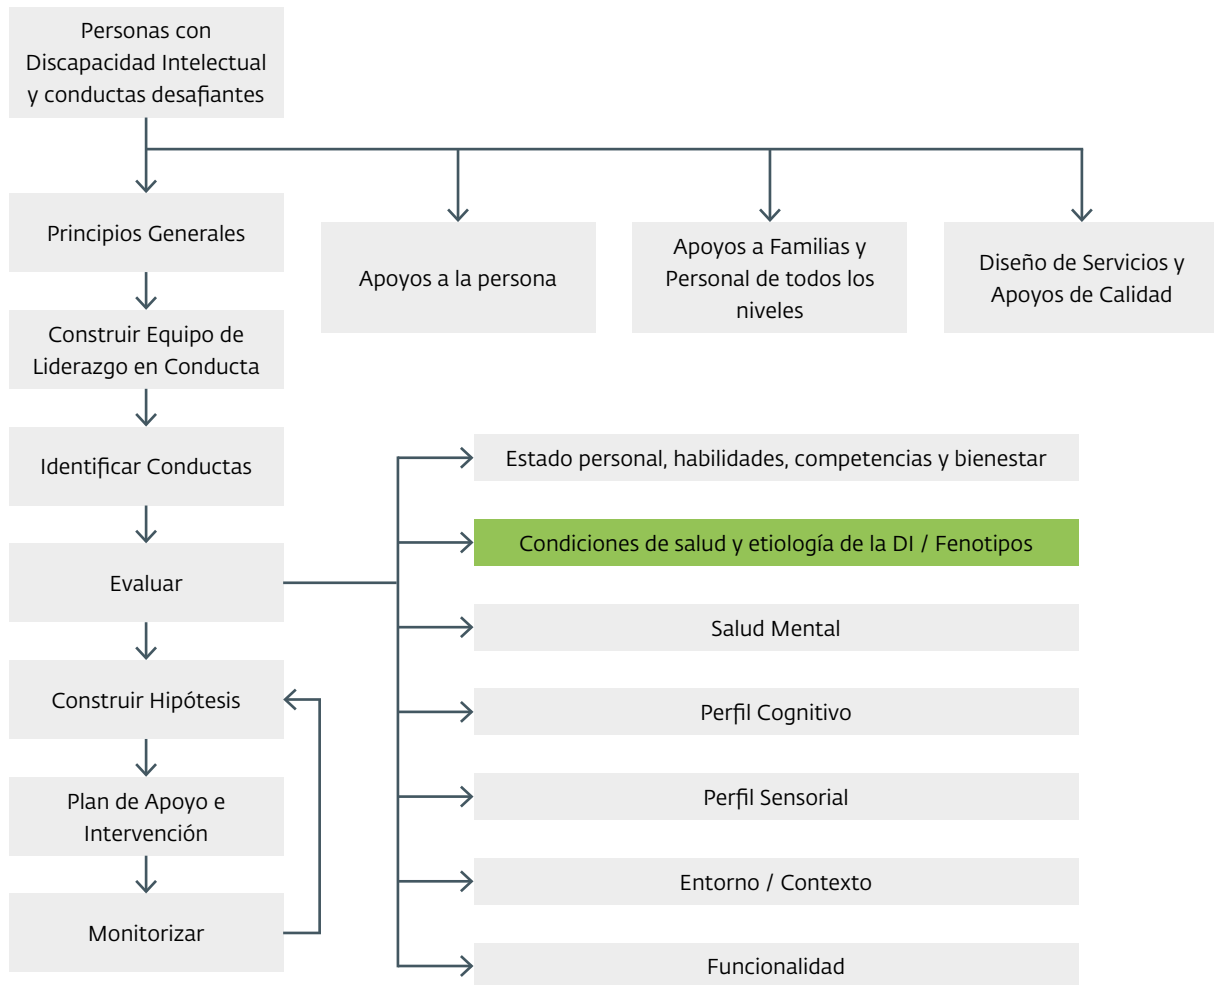 Personas con
Discapacidad Intelectual
y conductas desafiantes
Principios Generales
Apoyos a la persona
Apoyos a Familias y
Personal de todos los
niveles
Diseño de Servicios y
Apoyos de Calidad
Construir Equipo de
Liderazgo en Conducta
Identificar Conductas
Evaluar
Construir Hipótesis
Plan de Apoyo e
Intervención
Monitorizar
Estado personal, habilidades, competencias y bienestar
Condiciones de salud y etiología de la DI / Fenotipos
Salud Mental
Perfil Cognitivo
Perfil Sensorial
Entorno / Contexto
Funcionalidad